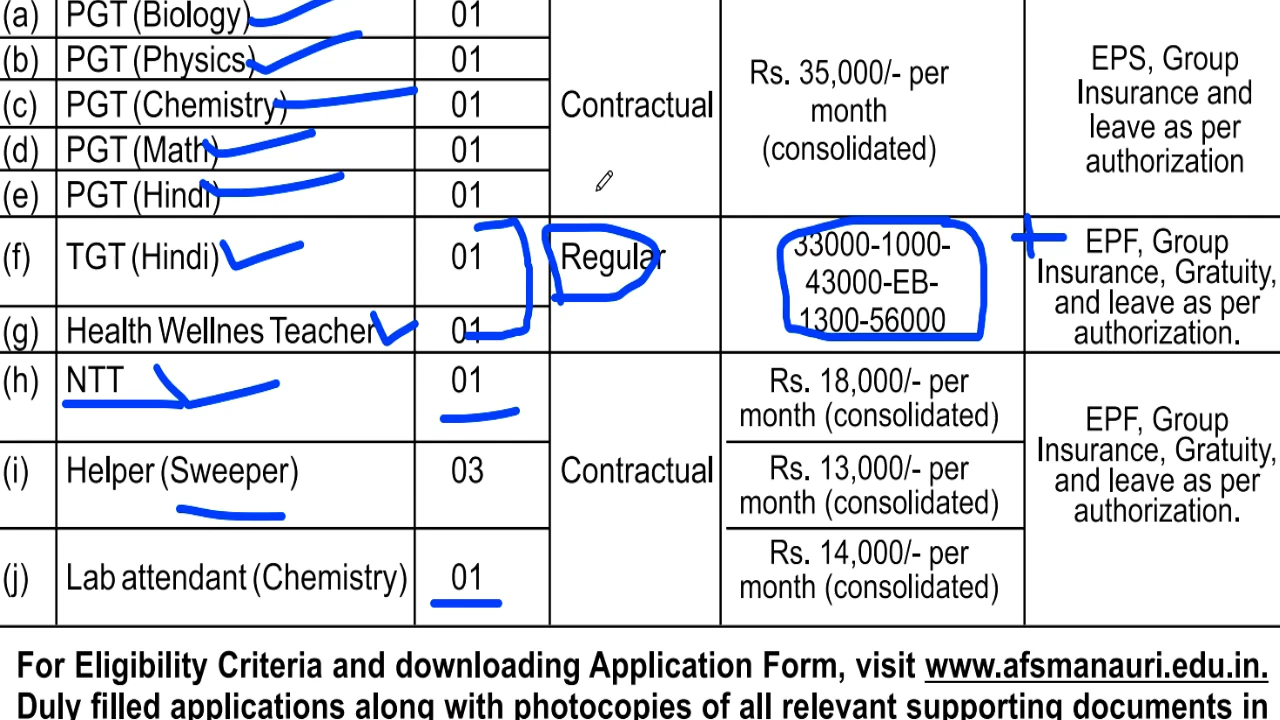 (a) PGT (Biology) 01
(b) PGT (Physics) 01
(c) PGT (Chemistry) 01
(d) PGT (Math) 01
(e) PGT (Hindi) 01
Contractual
Rs. 35,000/- per
month
(consolidated)
EPS, Group
Insurance and
leave as per
authorization
(f) TGT (Hindi) 01
(g) Health Wellnes Teacher 01
Regular
33000-1000-
43000-EB-
1300-56000
EPF, Group
Insurance, Gratuity,
and leave as per
authorization.
(h) NTT 01
(i) Helper (Sweeper) 03
(j) Lab attendant (Chemistry) 01
Contractual
Rs. 18,000/- per
month (consolidated)
Rs. 13,000/- per
month (consolidated)
Rs. 14,000/- per
month (consolidated)
EPF, Group
Insurance, Gratuity,
and leave as per
authorization.
For Eligibility Criteria and downloading Application Form, visit www.afsmanauri.edu.in.
Duly filled applications along with photocopies of all relevant supporting documents in